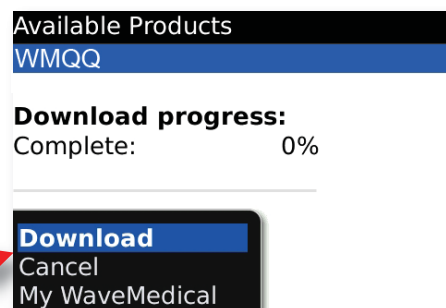 Available Products
WMQQ
Download progress:
Complete: 0%
Download
Cancel
My WaveMedical